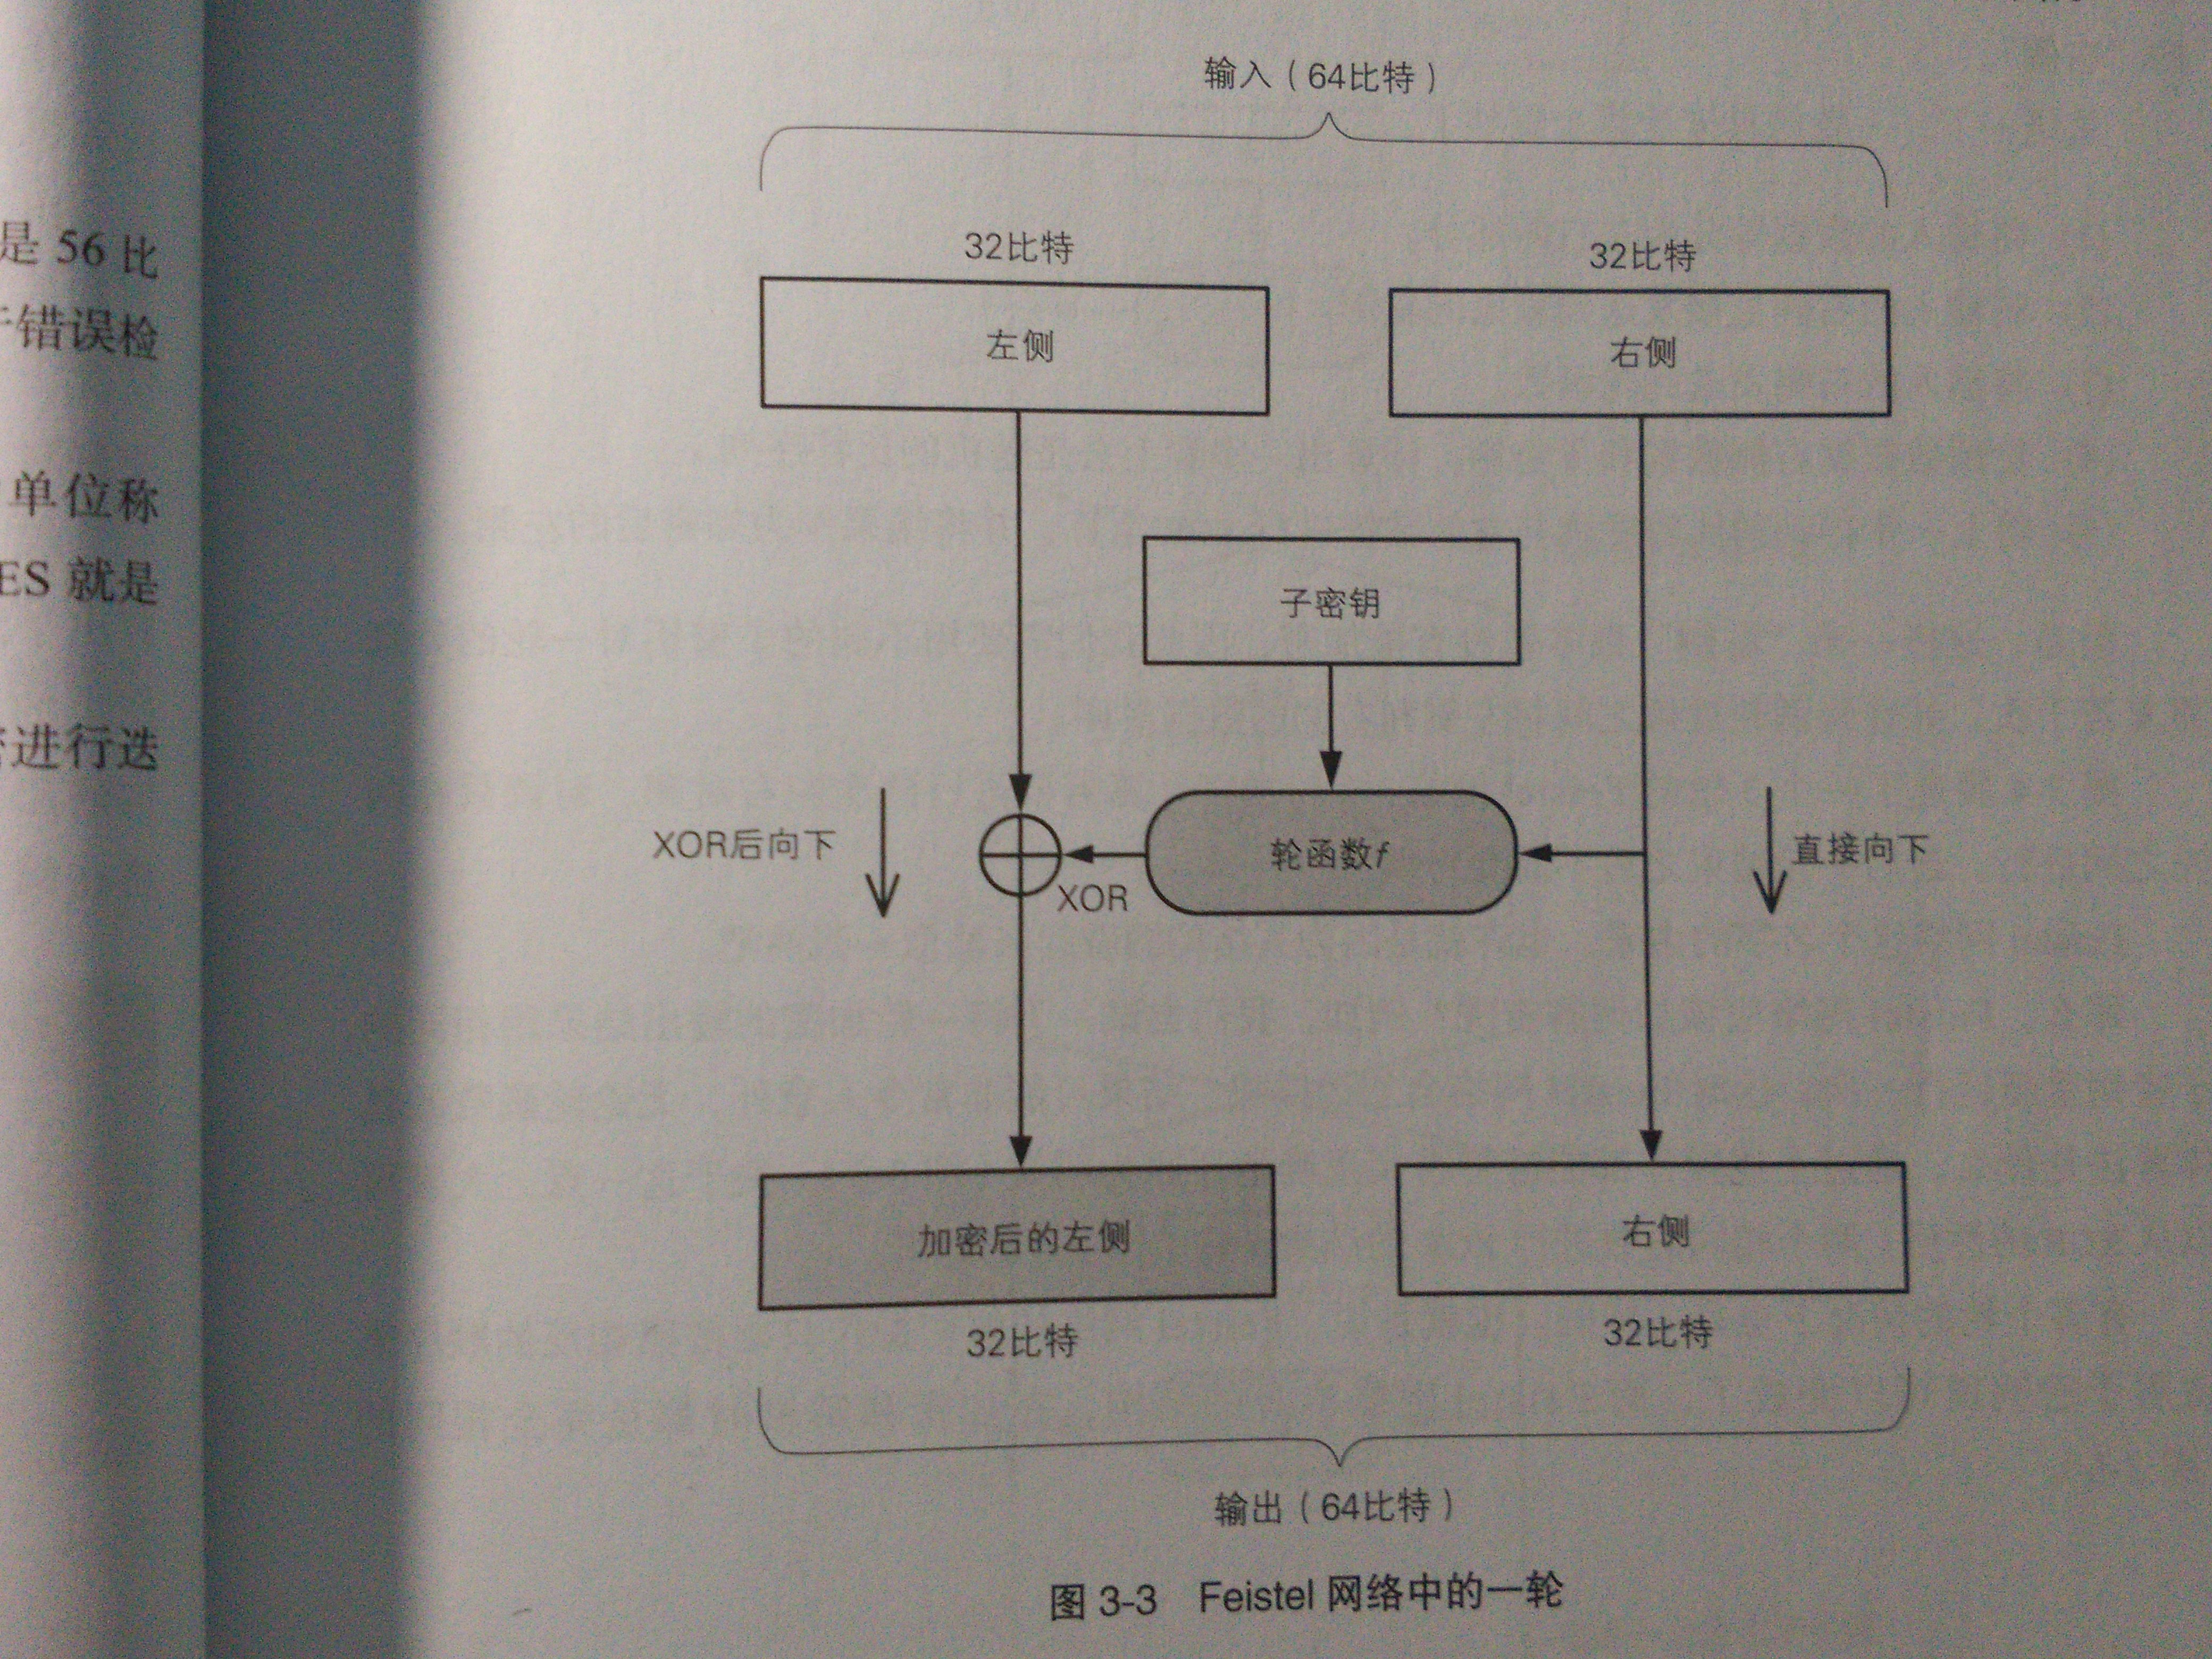 是 56 比
错误检
单位称
ES 就是
进行迭
输入（64比特）
32比特
32比特
左侧
右侧
子密钥
XOR后向下
XOR
轮函数f
直接向下
加密后的左侧
右侧
32比特
32比特
输出（64比特）
图 3-3 Feistel 网络中的一轮